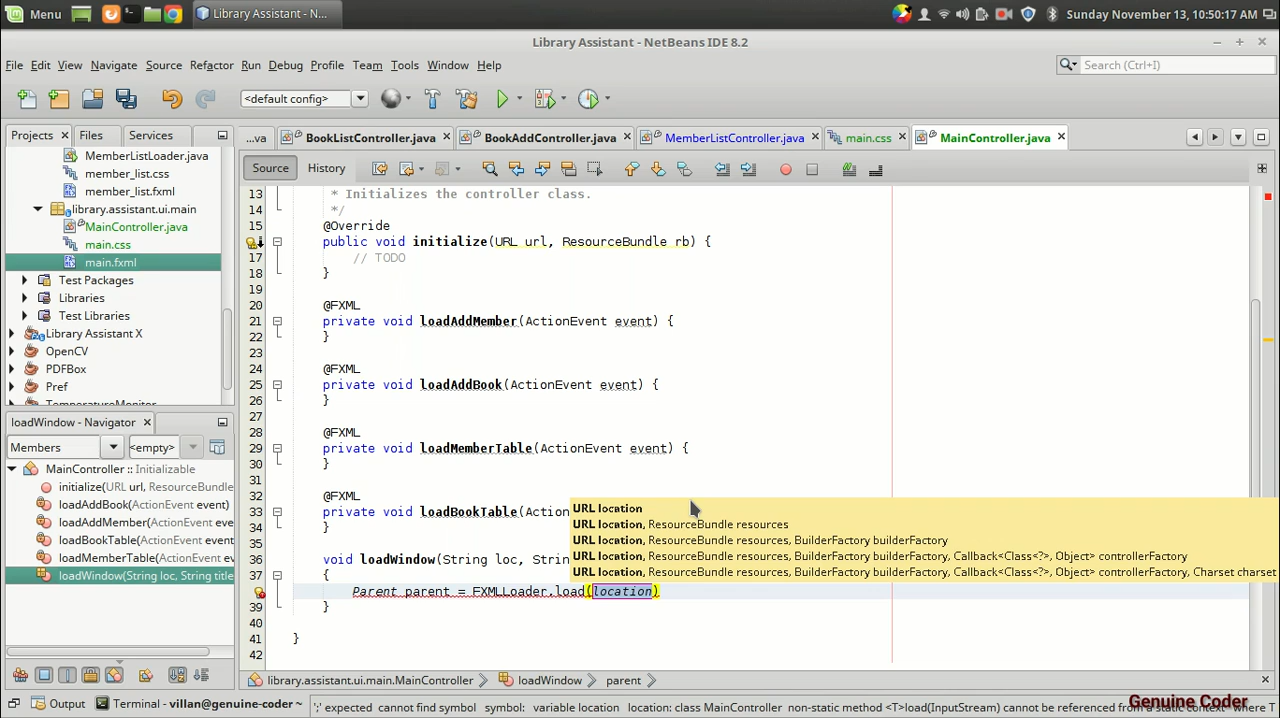 Menu
Library Assistant - N...
Sunday November 13, 10:50:17 AM
Library Assistant - NetBeans IDE 8.2
File Edit View Navigate Source Refactor Run Debug Profile Team Tools Window Help
Search (Ctrl+I)
<default config>
Projects Files Services
...va BookListController.java BookAddController.java MemberListController.java main.css MainController.java
Source History
MemberListLoader.java
member_list.css
member_list.fxml
library.assistant.ui.main
MainController.java
main.css
main.fxml
Test Packages
Libraries
Test Libraries
Library Assistant X
OpenCV
PDFBox
Pref
TemperatureMonitor
loadWindow - Navigator
Members <empty>
MainController :: Initializable
initialize(URL url, ResourceBundle
loadAddBook(ActionEvent event)
loadAddMember(ActionEvent event)
loadBookTable(ActionEvent event)
loadMemberTable(ActionEvent event)
loadWindow(String loc, String title
13 * Initializes the controller class.
14 */
15 @Override
public void initialize(URL url, ResourceBundle rb) {
17 // TODO
18 }
19
20 @FXML
21 private void loadAddMember(ActionEvent event) {
22 }
23
24 @FXML
25 private void loadAddBook(ActionEvent event) {
26 }
27
28 @FXML
29 private void loadMemberTable(ActionEvent event) {
30 }
31
32 @FXML
33 private void loadBookTable(Actio
34 }
35
36 void loadWindow(String loc, Strin
37 {
Parent parent = FXMLLoader.load(location)
39 }
40
41 }
42
URL location
URL location, ResourceBundle resources
URL location, ResourceBundle resources, BuilderFactory builderFactory
URL location, ResourceBundle resources, BuilderFactory builderFactory, Callback<Class<?>, Object> controllerFactory
URL location, ResourceBundle resources, BuilderFactory builderFactory, Callback<Class<?>, Object> controllerFactory, Charset charset
library.assistant.ui.main.MainController loadWindow parent
Output Terminal - villan@genuine-coder:~
';' expected cannot find symbol symbol: variable location location: class MainController non-static method <T>load(InputStream) cannot be referenced from a static context where T
Genuine Coder